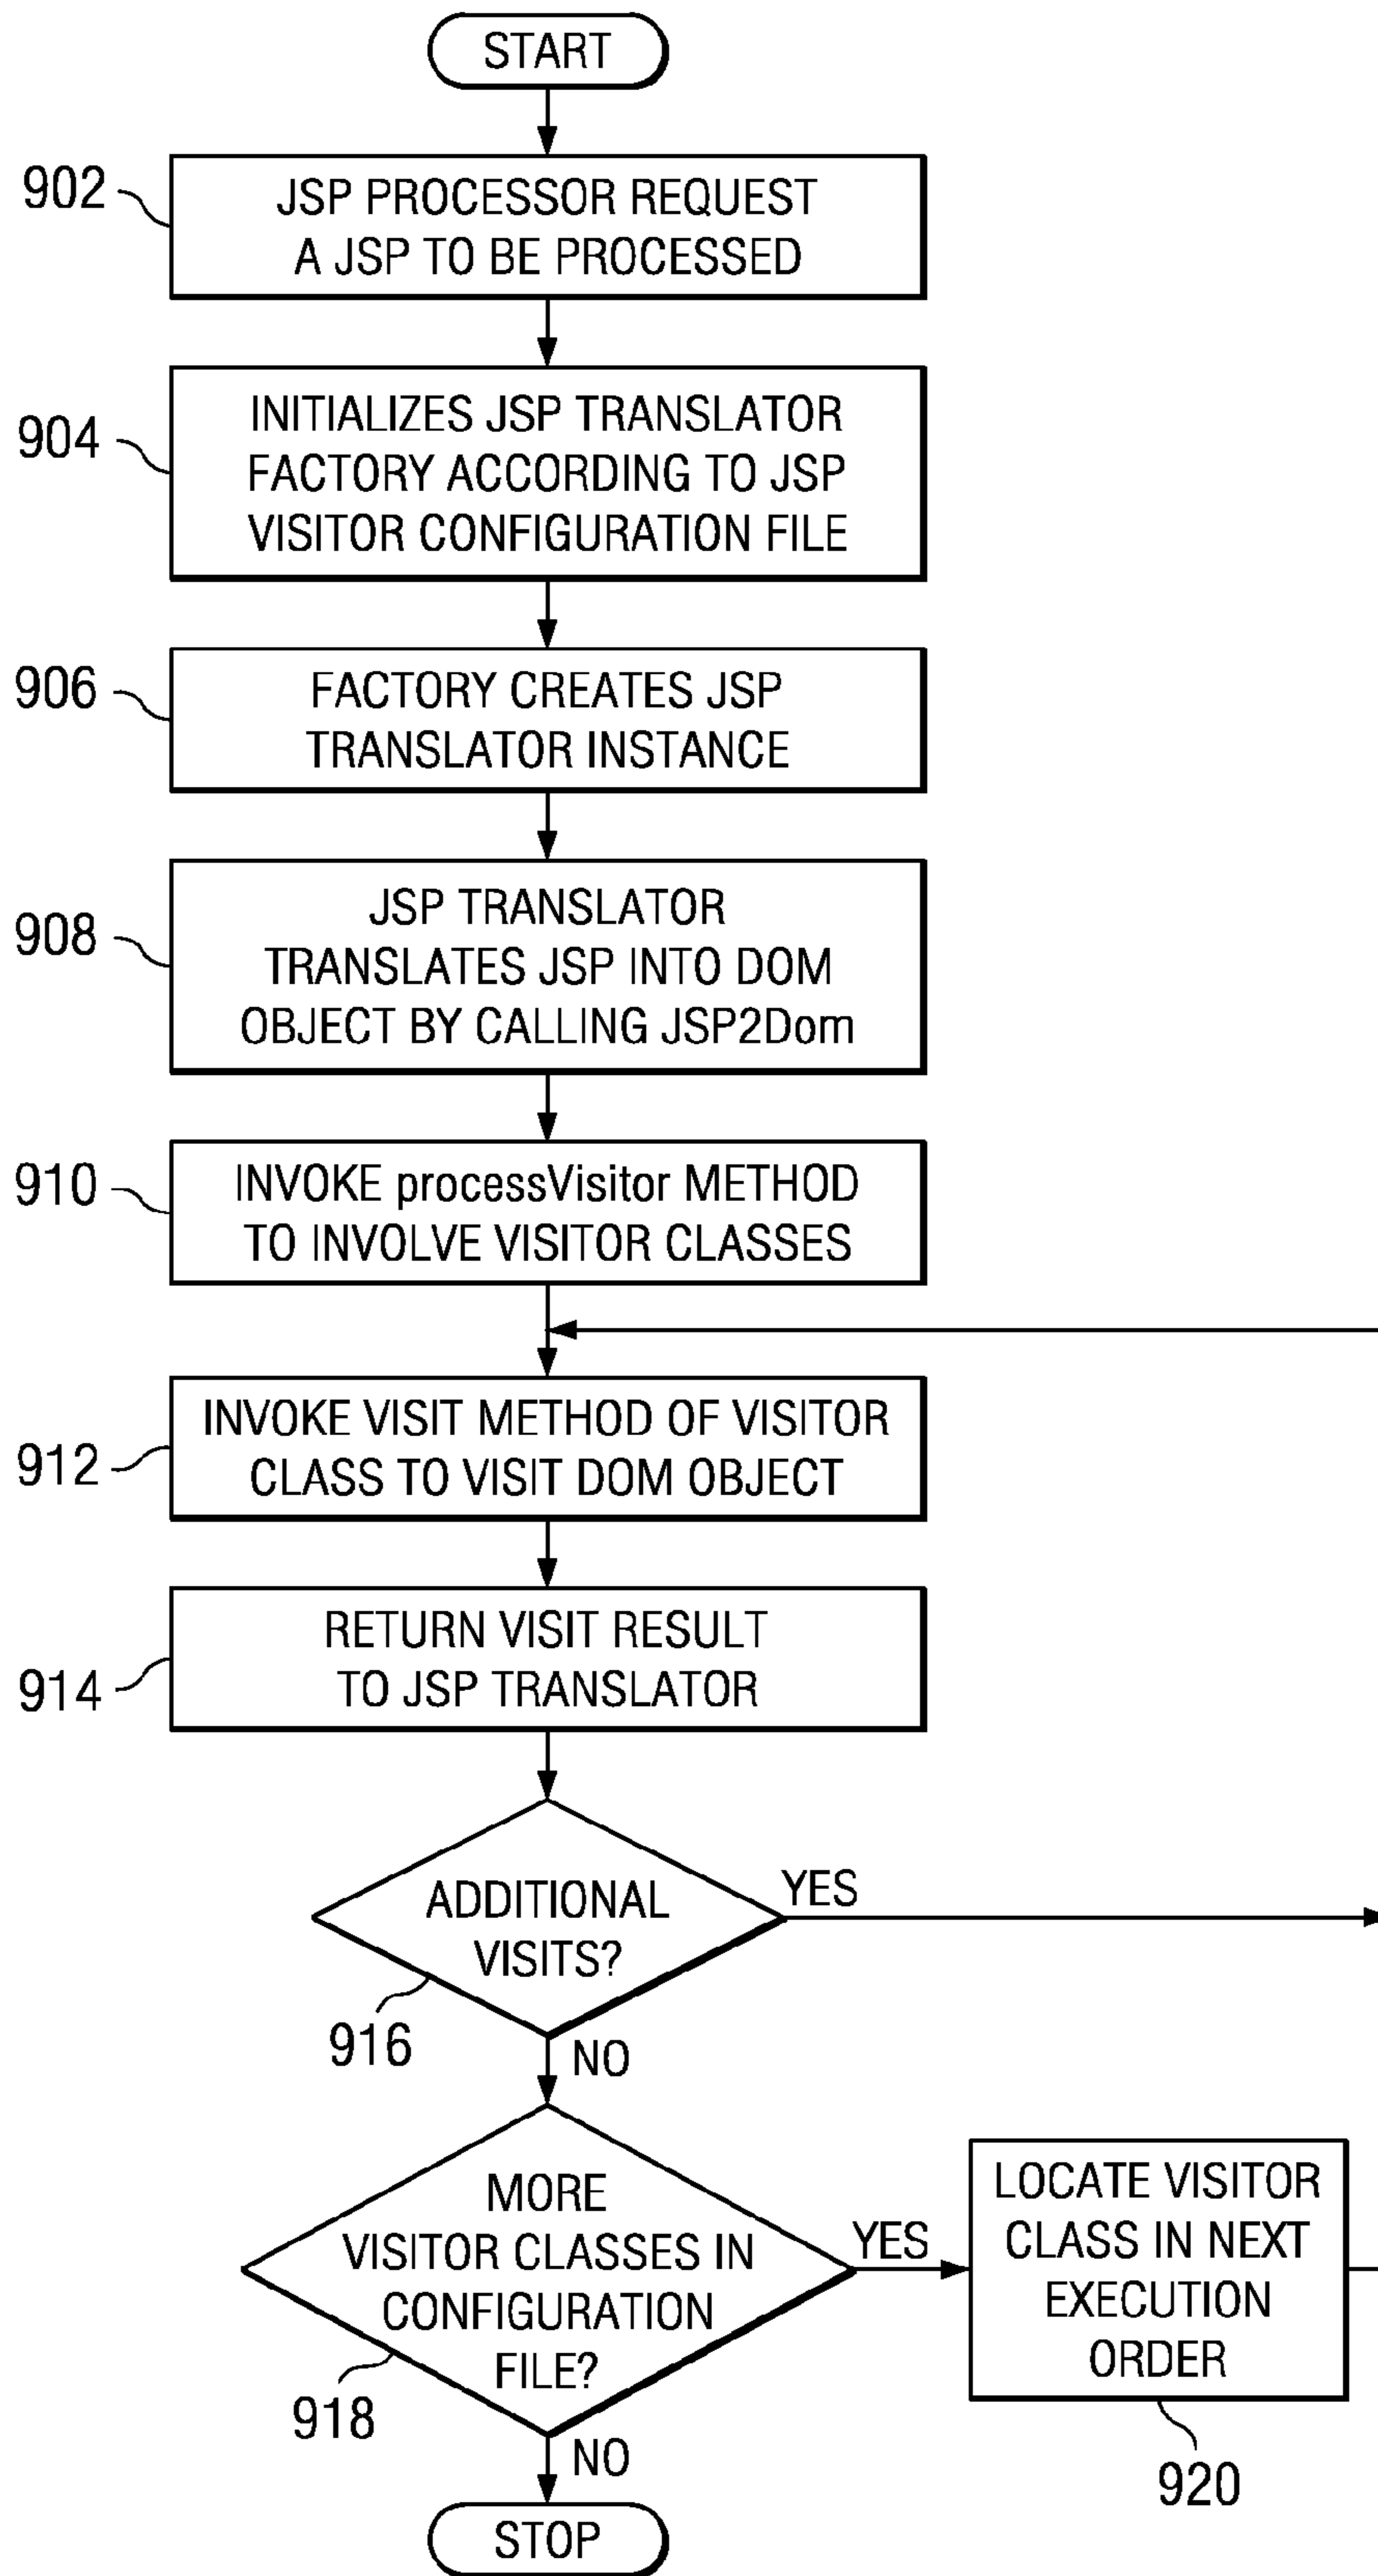 START
902
JSP PROCESSOR REQUEST
A JSP TO BE PROCESSED
904
INITIALIZES JSP TRANSLATOR
FACTORY ACCORDING TO JSP
VISITOR CONFIGURATION FILE
906
FACTORY CREATES JSP
TRANSLATOR INSTANCE
908
JSP TRANSLATOR
TRANSLATES JSP INTO DOM
OBJECT BY CALLING JSP2Dom
910
INVOKE processVisitor METHOD
TO INVOLVE VISITOR CLASSES
912
INVOKE VISIT METHOD OF VISITOR
CLASS TO VISIT DOM OBJECT
914
RETURN VISIT RESULT
TO JSP TRANSLATOR
ADDITIONAL
VISITS?
YES
916
NO
MORE
VISITOR CLASSES IN
CONFIGURATION
FILE?
YES
918
LOCATE VISITOR
CLASS IN NEXT
EXECUTION
ORDER
920
NO
STOP